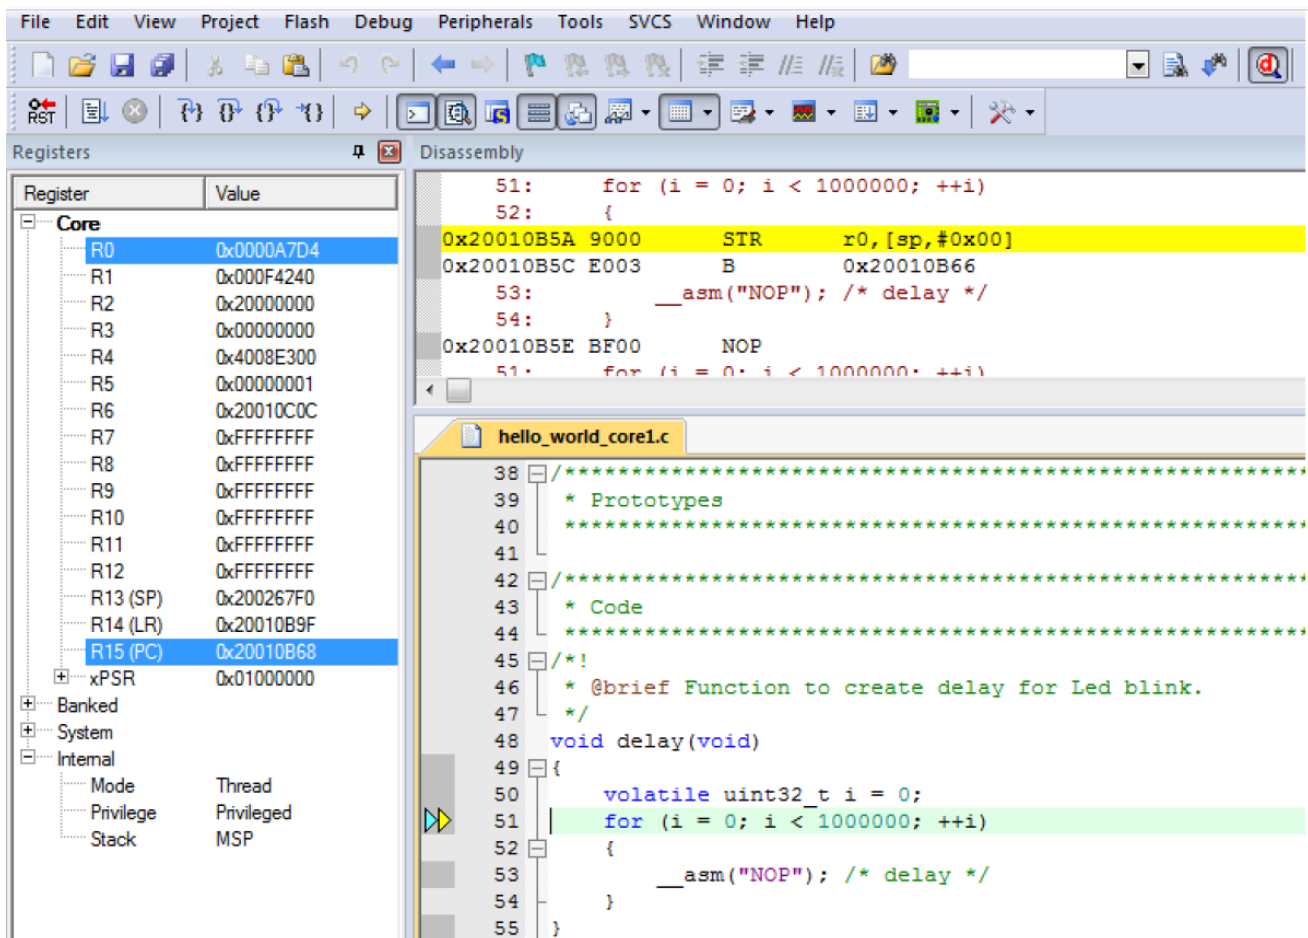 File Edit View Project Flash Debug Peripherals Tools SVCS Window Help
RST
Registers
Register Value
Core
R0 0x0000A7D4
R1 0x000F4240
R2 0x20000000
R3 0x00000000
R4 0x4008E300
R5 0x00000001
R6 0x20010C0C
R7 0xFFFFFFFF
R8 0xFFFFFFFF
R9 0xFFFFFFFF
R10 0xFFFFFFFF
R11 0xFFFFFFFF
R12 0xFFFFFFFF
R13 (SP) 0x200267F0
R14 (LR) 0x20010B9F
R15 (PC) 0x20010B68
xPSR 0x01000000
Banked
System
Internal
Mode Thread
Privilege Privileged
Stack MSP
Disassembly
51: for (i = 0; i < 1000000; ++i)
52: {
0x20010B5A 9000 STR r0,[sp,#0x00]
0x20010B5C E003 B 0x20010B66
53: __asm("NOP"); /* delay */
54: }
0x20010B5E BF00 NOP
51: for (i = 0; i < 1000000; ++i)
hello_world_core1.c
38 /*******************************************************
39 * Prototypes
40 *******************************************************
41
42 /*******************************************************
43 * Code
44 *******************************************************
45 /*!
46 * @brief Function to create delay for Led blink.
47 */
48 void delay(void)
49 {
50 volatile uint32_t i = 0;
51 for (i = 0; i < 1000000; ++i)
52 {
53 __asm("NOP"); /* delay */
54 }
55 }